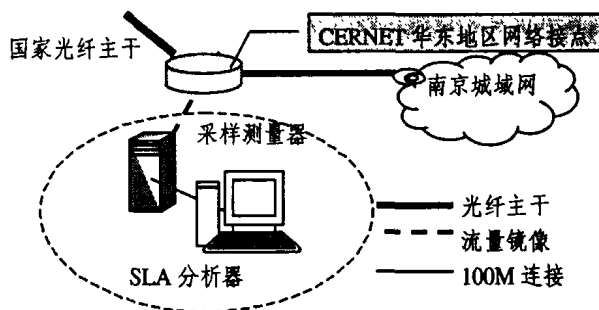 国家光纤主干
CERNET 华东地区网络接点
南京城域网
采样测量器
SLA 分析器
光纤主干
流量镜像
100M 连接